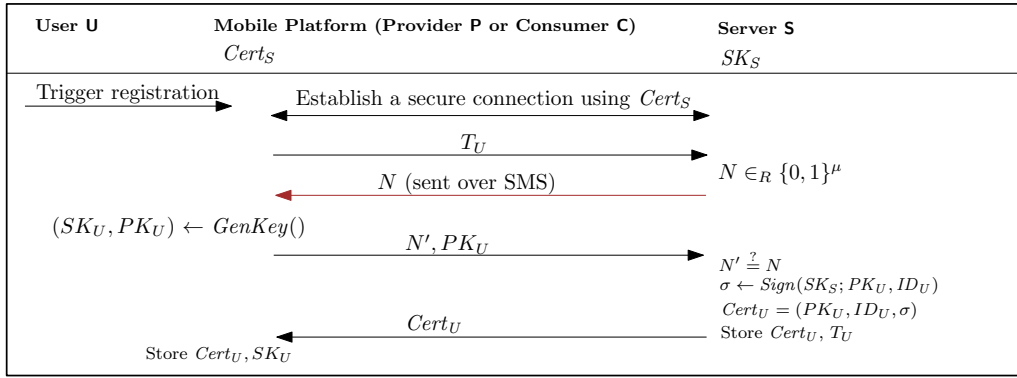 User U Mobile Platform (Provider P or Consumer C) Server S
Cert_S SK_S
Trigger registration Establish a secure connection using Cert_S
T_U
N ∈_R {0, 1}^μ
N (sent over SMS)
(SK_U, PK_U) ← GenKey()
N′, PK_U
N′ ≟ N
σ ← Sign(SK_S; PK_U, ID_U)
Cert_U = (PK_U, ID_U, σ)
Cert_U
Store Cert_U, T_U
Store Cert_U, SK_U